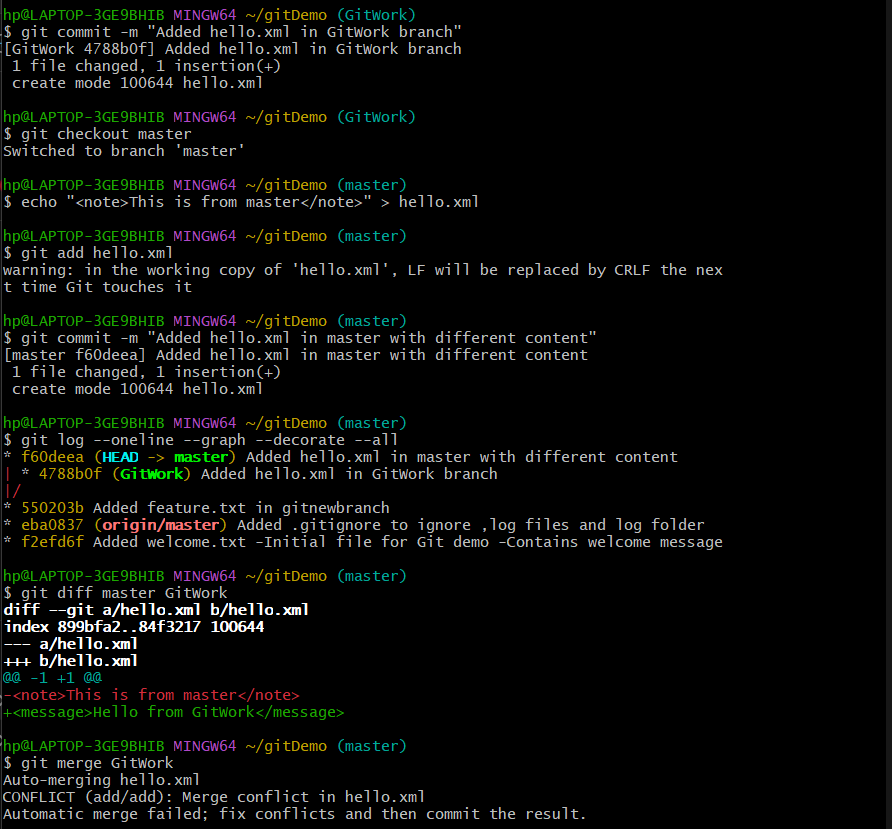 hp@LAPTOP-3GE9BHIB MINGW64 ~/gitDemo (GitWork)
$ git commit -m "Added hello.xml in GitWork branch"
[GitWork 4788b0f] Added hello.xml in GitWork branch
 1 file changed, 1 insertion(+)
 create mode 100644 hello.xml

hp@LAPTOP-3GE9BHIB MINGW64 ~/gitDemo (GitWork)
$ git checkout master
Switched to branch 'master'

hp@LAPTOP-3GE9BHIB MINGW64 ~/gitDemo (master)
$ echo "<note>This is from master</note>" > hello.xml

hp@LAPTOP-3GE9BHIB MINGW64 ~/gitDemo (master)
$ git add hello.xml
warning: in the working copy of 'hello.xml', LF will be replaced by CRLF the nex
t time Git touches it

hp@LAPTOP-3GE9BHIB MINGW64 ~/gitDemo (master)
$ git commit -m "Added hello.xml in master with different content"
[master f60deea] Added hello.xml in master with different content
 1 file changed, 1 insertion(+)
 create mode 100644 hello.xml

hp@LAPTOP-3GE9BHIB MINGW64 ~/gitDemo (master)
$ git log --oneline --graph --decorate --all
* f60deea (HEAD -> master) Added hello.xml in master with different content
| * 4788b0f (GitWork) Added hello.xml in GitWork branch
|/
* 550203b Added feature.txt in gitnewbranch
* eba0837 (origin/master) Added .gitignore to ignore ,log files and log folder
* f2efd6f Added welcome.txt -Initial file for Git demo -Contains welcome message

hp@LAPTOP-3GE9BHIB MINGW64 ~/gitDemo (master)
$ git diff master GitWork
diff --git a/hello.xml b/hello.xml
index 899bfa2..84f3217 100644
--- a/hello.xml
+++ b/hello.xml
@@ -1 +1 @@
-<note>This is from master</note>
+<message>Hello from GitWork</message>

hp@LAPTOP-3GE9BHIB MINGW64 ~/gitDemo (master)
$ git merge GitWork
Auto-merging hello.xml
CONFLICT (add/add): Merge conflict in hello.xml
Automatic merge failed; fix conflicts and then commit the result.